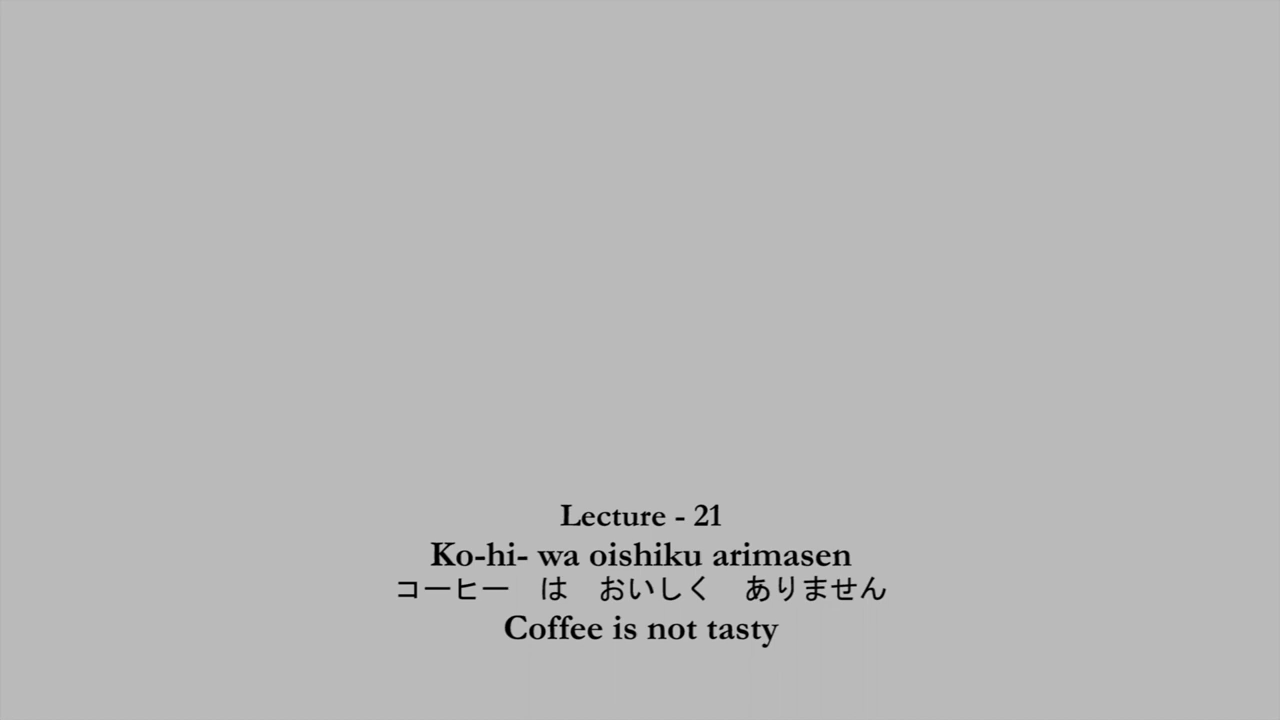 Lecture - 21
Ko-hi- wa oishiku arimasen
コーヒー　は　おいしく　ありません
Coffee is not tasty